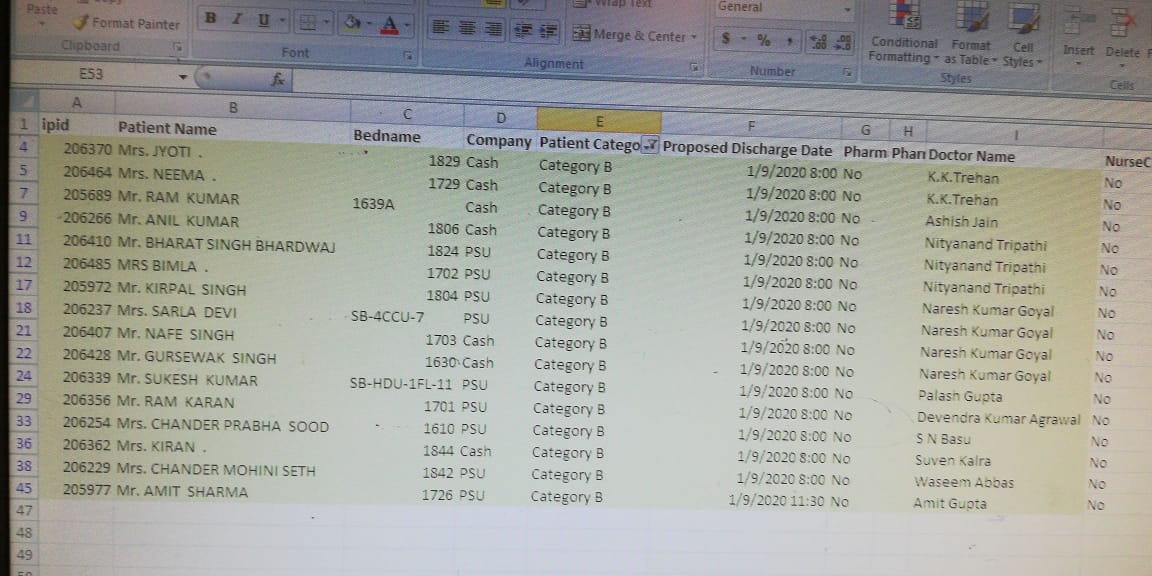 Paste
Format Painter
Clipboard
B I U A
Font
Wrap Text
Merge & Center
Alignment
General
$ % ,
Number
Conditional Formatting
Format as Table
Cell Styles
Styles
Insert Delete
Cells
E53 fx
A B C D E F G H I
1 ipid Patient Name Bedname Company Patient Catego Proposed Discharge Date Pharm Phan Doctor Name NurseC
4 206370 Mrs. JYOTI . 1829 Cash Category B 1/9/2020 8:00 No K.K.Trehan No
5 206464 Mrs. NEEMA . 1729 Cash Category B 1/9/2020 8:00 No K.K.Trehan No
7 205689 Mr. RAM KUMAR 1639A Cash Category B 1/9/2020 8:00 No Ashish Jain No
9 206266 Mr. ANIL KUMAR 1806 Cash Category B 1/9/2020 8:00 No Nityanand Tripathi No
11 206410 Mr. BHARAT SINGH BHARDWAJ 1824 PSU Category B 1/9/2020 8:00 No Nityanand Tripathi No
12 206485 MRS BIMLA . 1702 PSU Category B 1/9/2020 8:00 No Nityanand Tripathi No
17 205972 Mr. KIRPAL SINGH 1804 PSU Category B 1/9/2020 8:00 No Naresh Kumar Goyal No
18 206237 Mrs. SARLA DEVI SB-4CCU-7 PSU Category B 1/9/2020 8:00 No Naresh Kumar Goyal No
21 206407 Mr. NAFE SINGH 1703 Cash Category B 1/9/2020 8:00 No Naresh Kumar Goyal No
22 206428 Mr. GURSEWAK SINGH 1630 Cash Category B 1/9/2020 8:00 No Naresh Kumar Goyal No
24 206339 Mr. SUKESH KUMAR SB-HDU-1FL-11 PSU Category B 1/9/2020 8:00 No Palash Gupta No
29 206356 Mr. RAM KARAN 1701 PSU Category B 1/9/2020 8:00 No Devendra Kumar Agrawal No
33 206254 Mrs. CHANDER PRABHA SOOD 1610 PSU Category B 1/9/2020 8:00 No S N Basu No
36 206362 Mrs. KIRAN . 1844 Cash Category B 1/9/2020 8:00 No Suven Kalra No
38 206229 Mrs. CHANDER MOHINI SETH 1842 PSU Category B 1/9/2020 8:00 No Waseem Abbas No
45 205977 Mr. AMIT SHARMA 1726 PSU Category B 1/9/2020 11:30 No Amit Gupta No
47
48
49